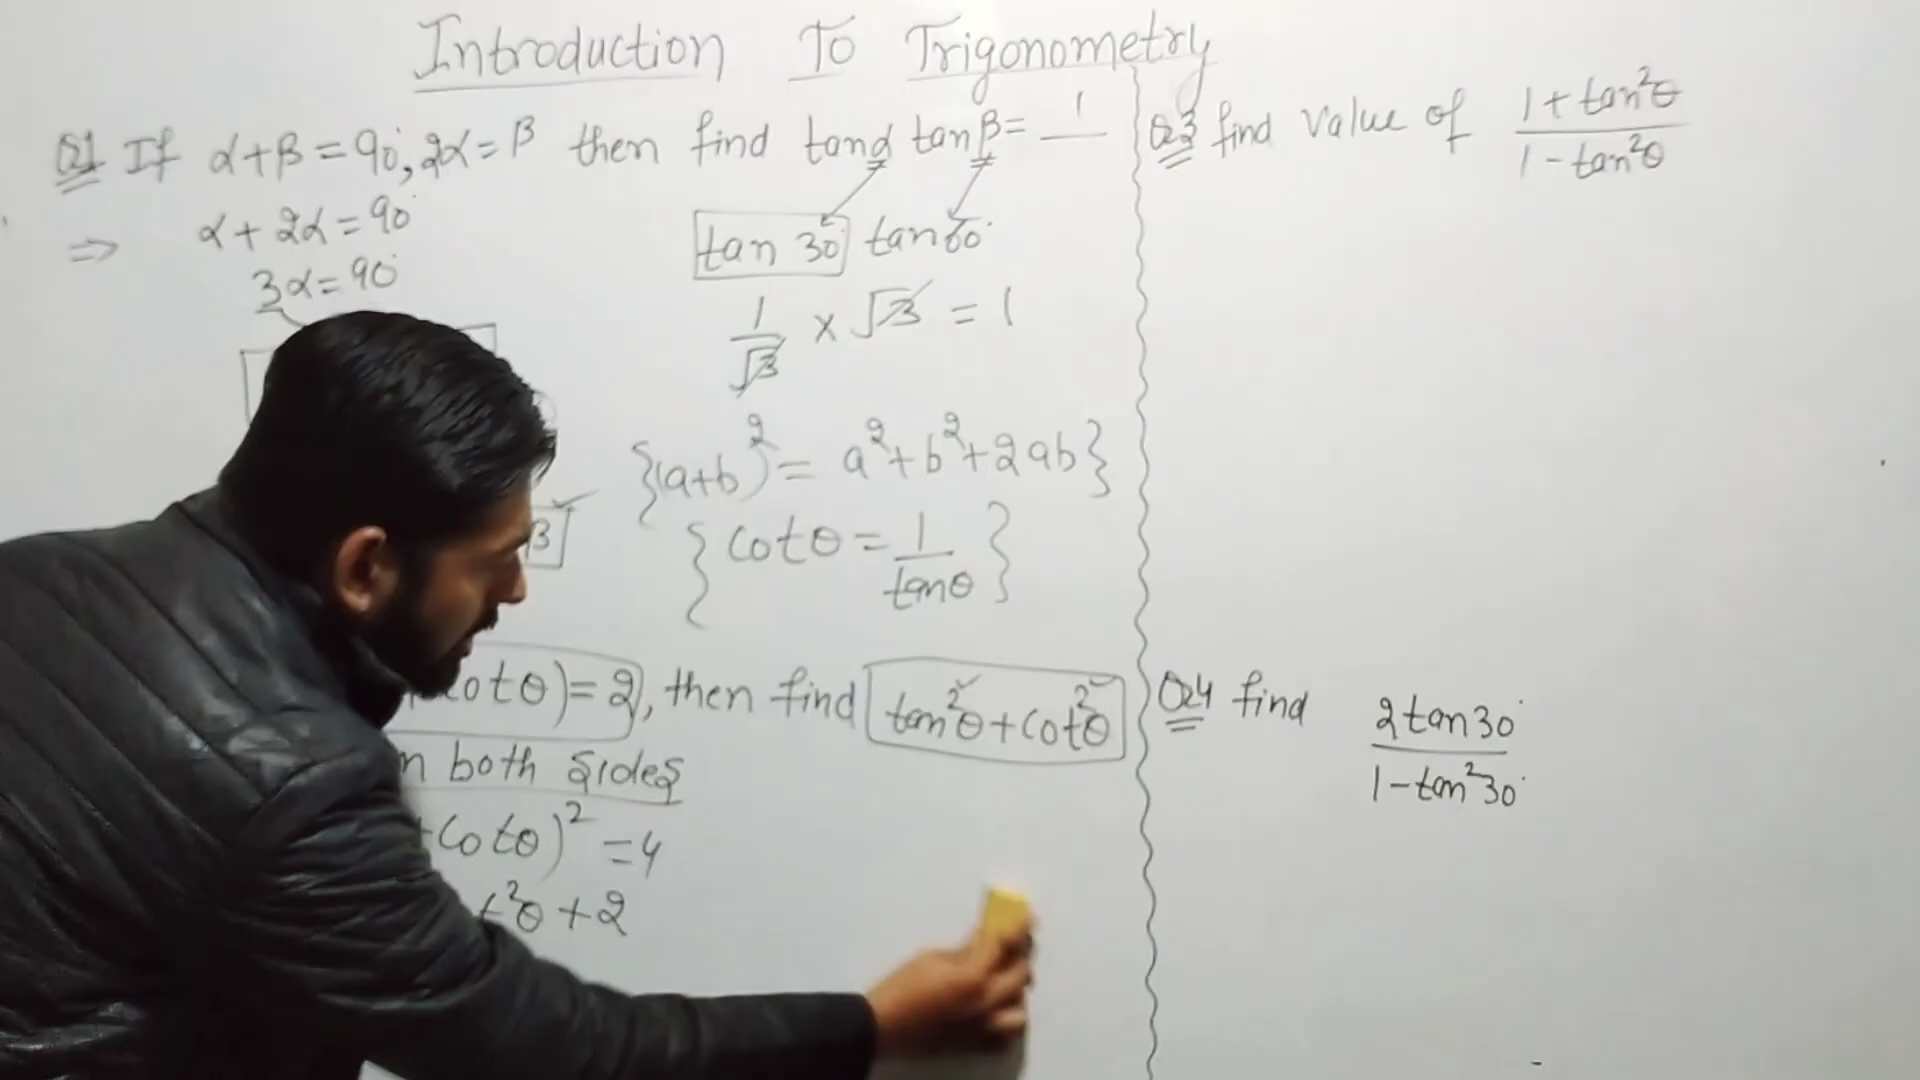 Introduction To Trigonometry
Q1 If α+β=90°, 2α=β then find tanα tanβ= 1
⇒ α+2α=90°
3α=90°
tan 30° tan60°
1/√3 × √3 = 1
{(a+b)²= a²+b²+2ab}
β
{cotθ=1/tanθ}
cotθ)=2, then find tan²θ+cot²θ
n both sides
+cotθ)² =4
t²θ+2
Q3 find value of 1+tan²θ/1-tan²θ
Q4 find 2tan30°/1-tan²30°